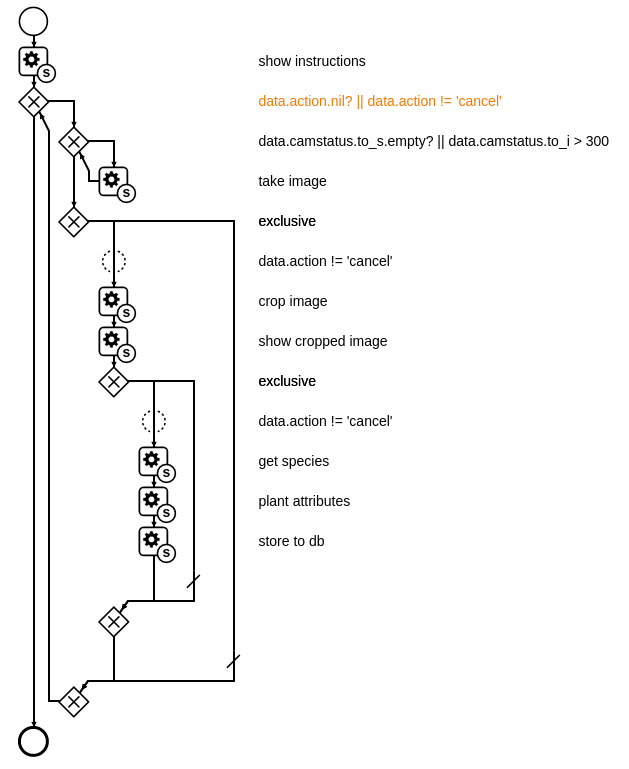 show instructions
S
data.action.nil? || data.action != 'cancel'
data.camstatus.to_s.empty? || data.camstatus.to_i > 300
take image
S
exclusive
data.action != 'cancel'
crop image
S
show cropped image
S
exclusive
data.action != 'cancel'
get species
S
plant attributes
S
store to db
S